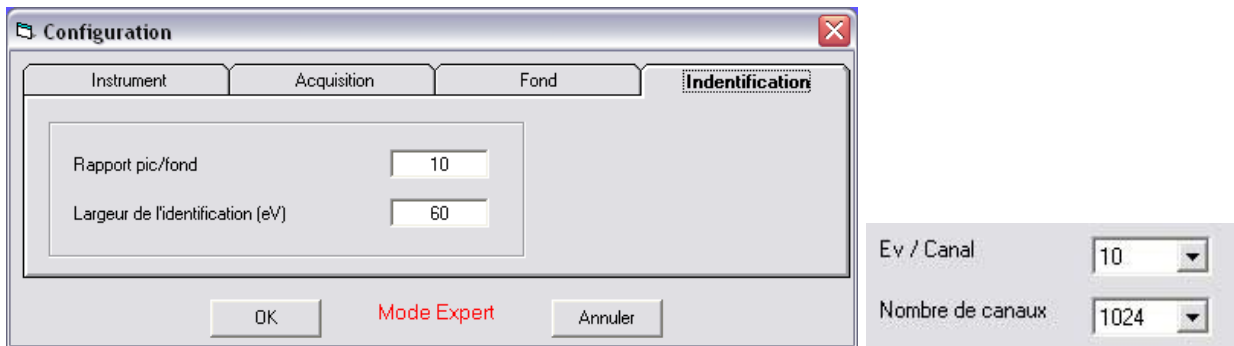 Configuration
Instrument Acquisition Fond Indentification
Rapport pic/fond 10
Largeur de l'identification (eV) 60
OK Mode Expert Annuler
Ev / Canal 10
Nombre de canaux 1024